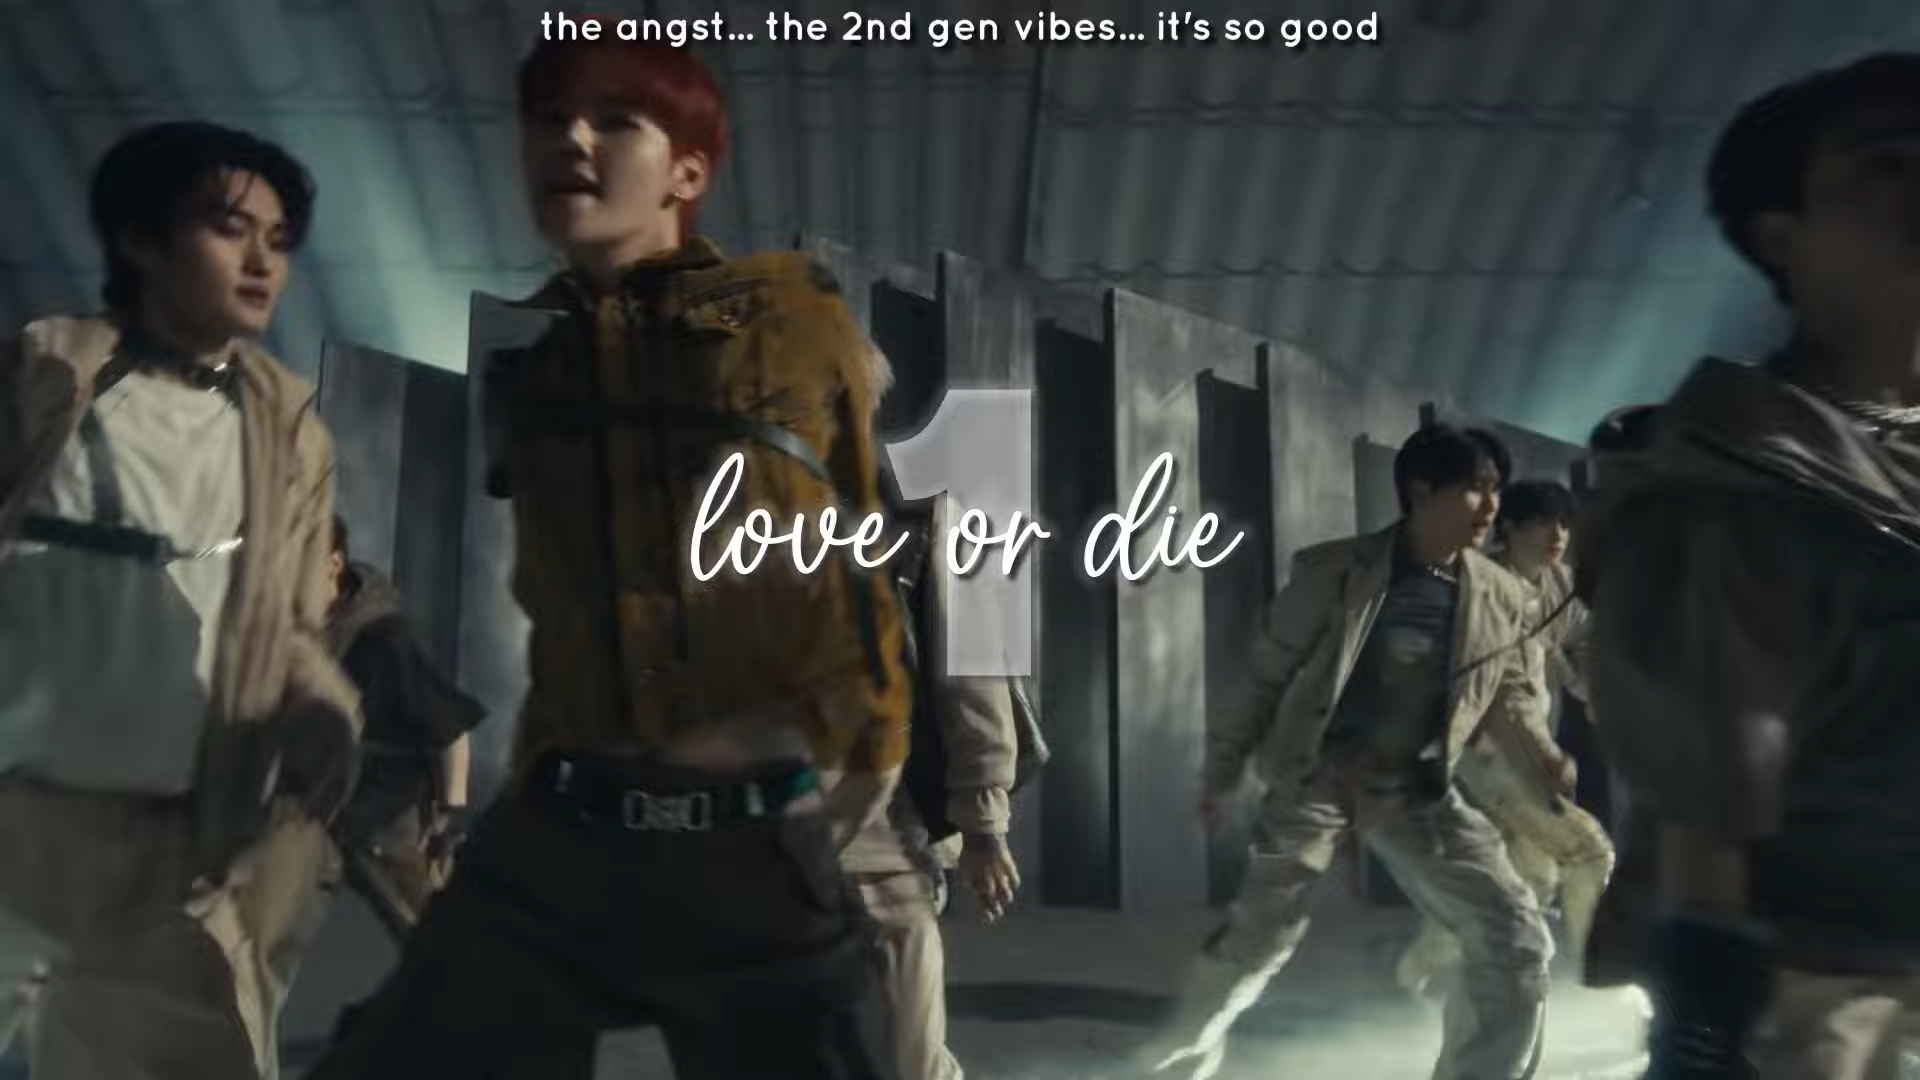 the angst... the 2nd gen vibes... it's so good
1
love or die